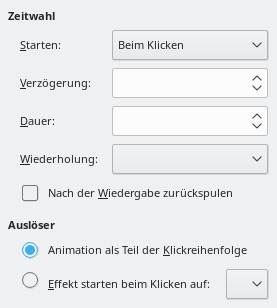 Zeitwahl
Starten: Beim Klicken
Verzögerung:
Dauer:
Wiederholung:
Nach der Wiedergabe zurückspulen
Auslöser
Animation als Teil der Klickreihenfolge
Effekt starten beim Klicken auf: